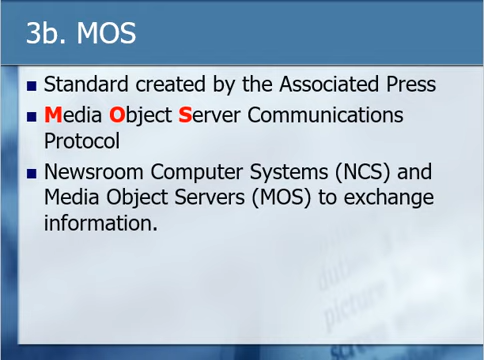 3b. MOS
Standard created by the Associated Press
Media Object Server Communications
Protocol
Newsroom Computer Systems (NCS) and
Media Object Servers (MOS) to exchange
information.